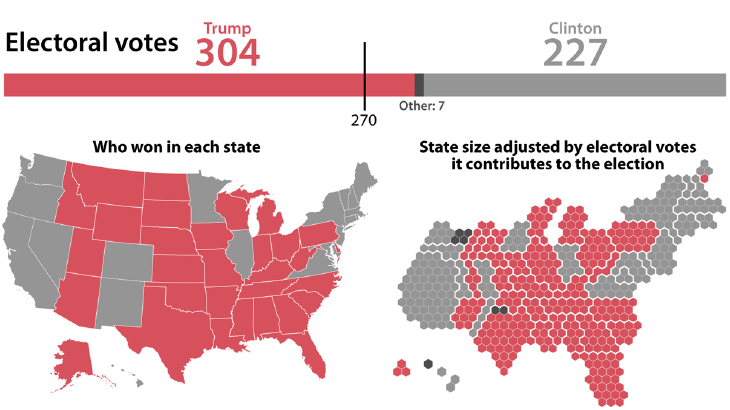 Electoral votes
Trump
304
Clinton
227
Other: 7
270
Who won in each state
State size adjusted by electoral votes
it contributes to the election